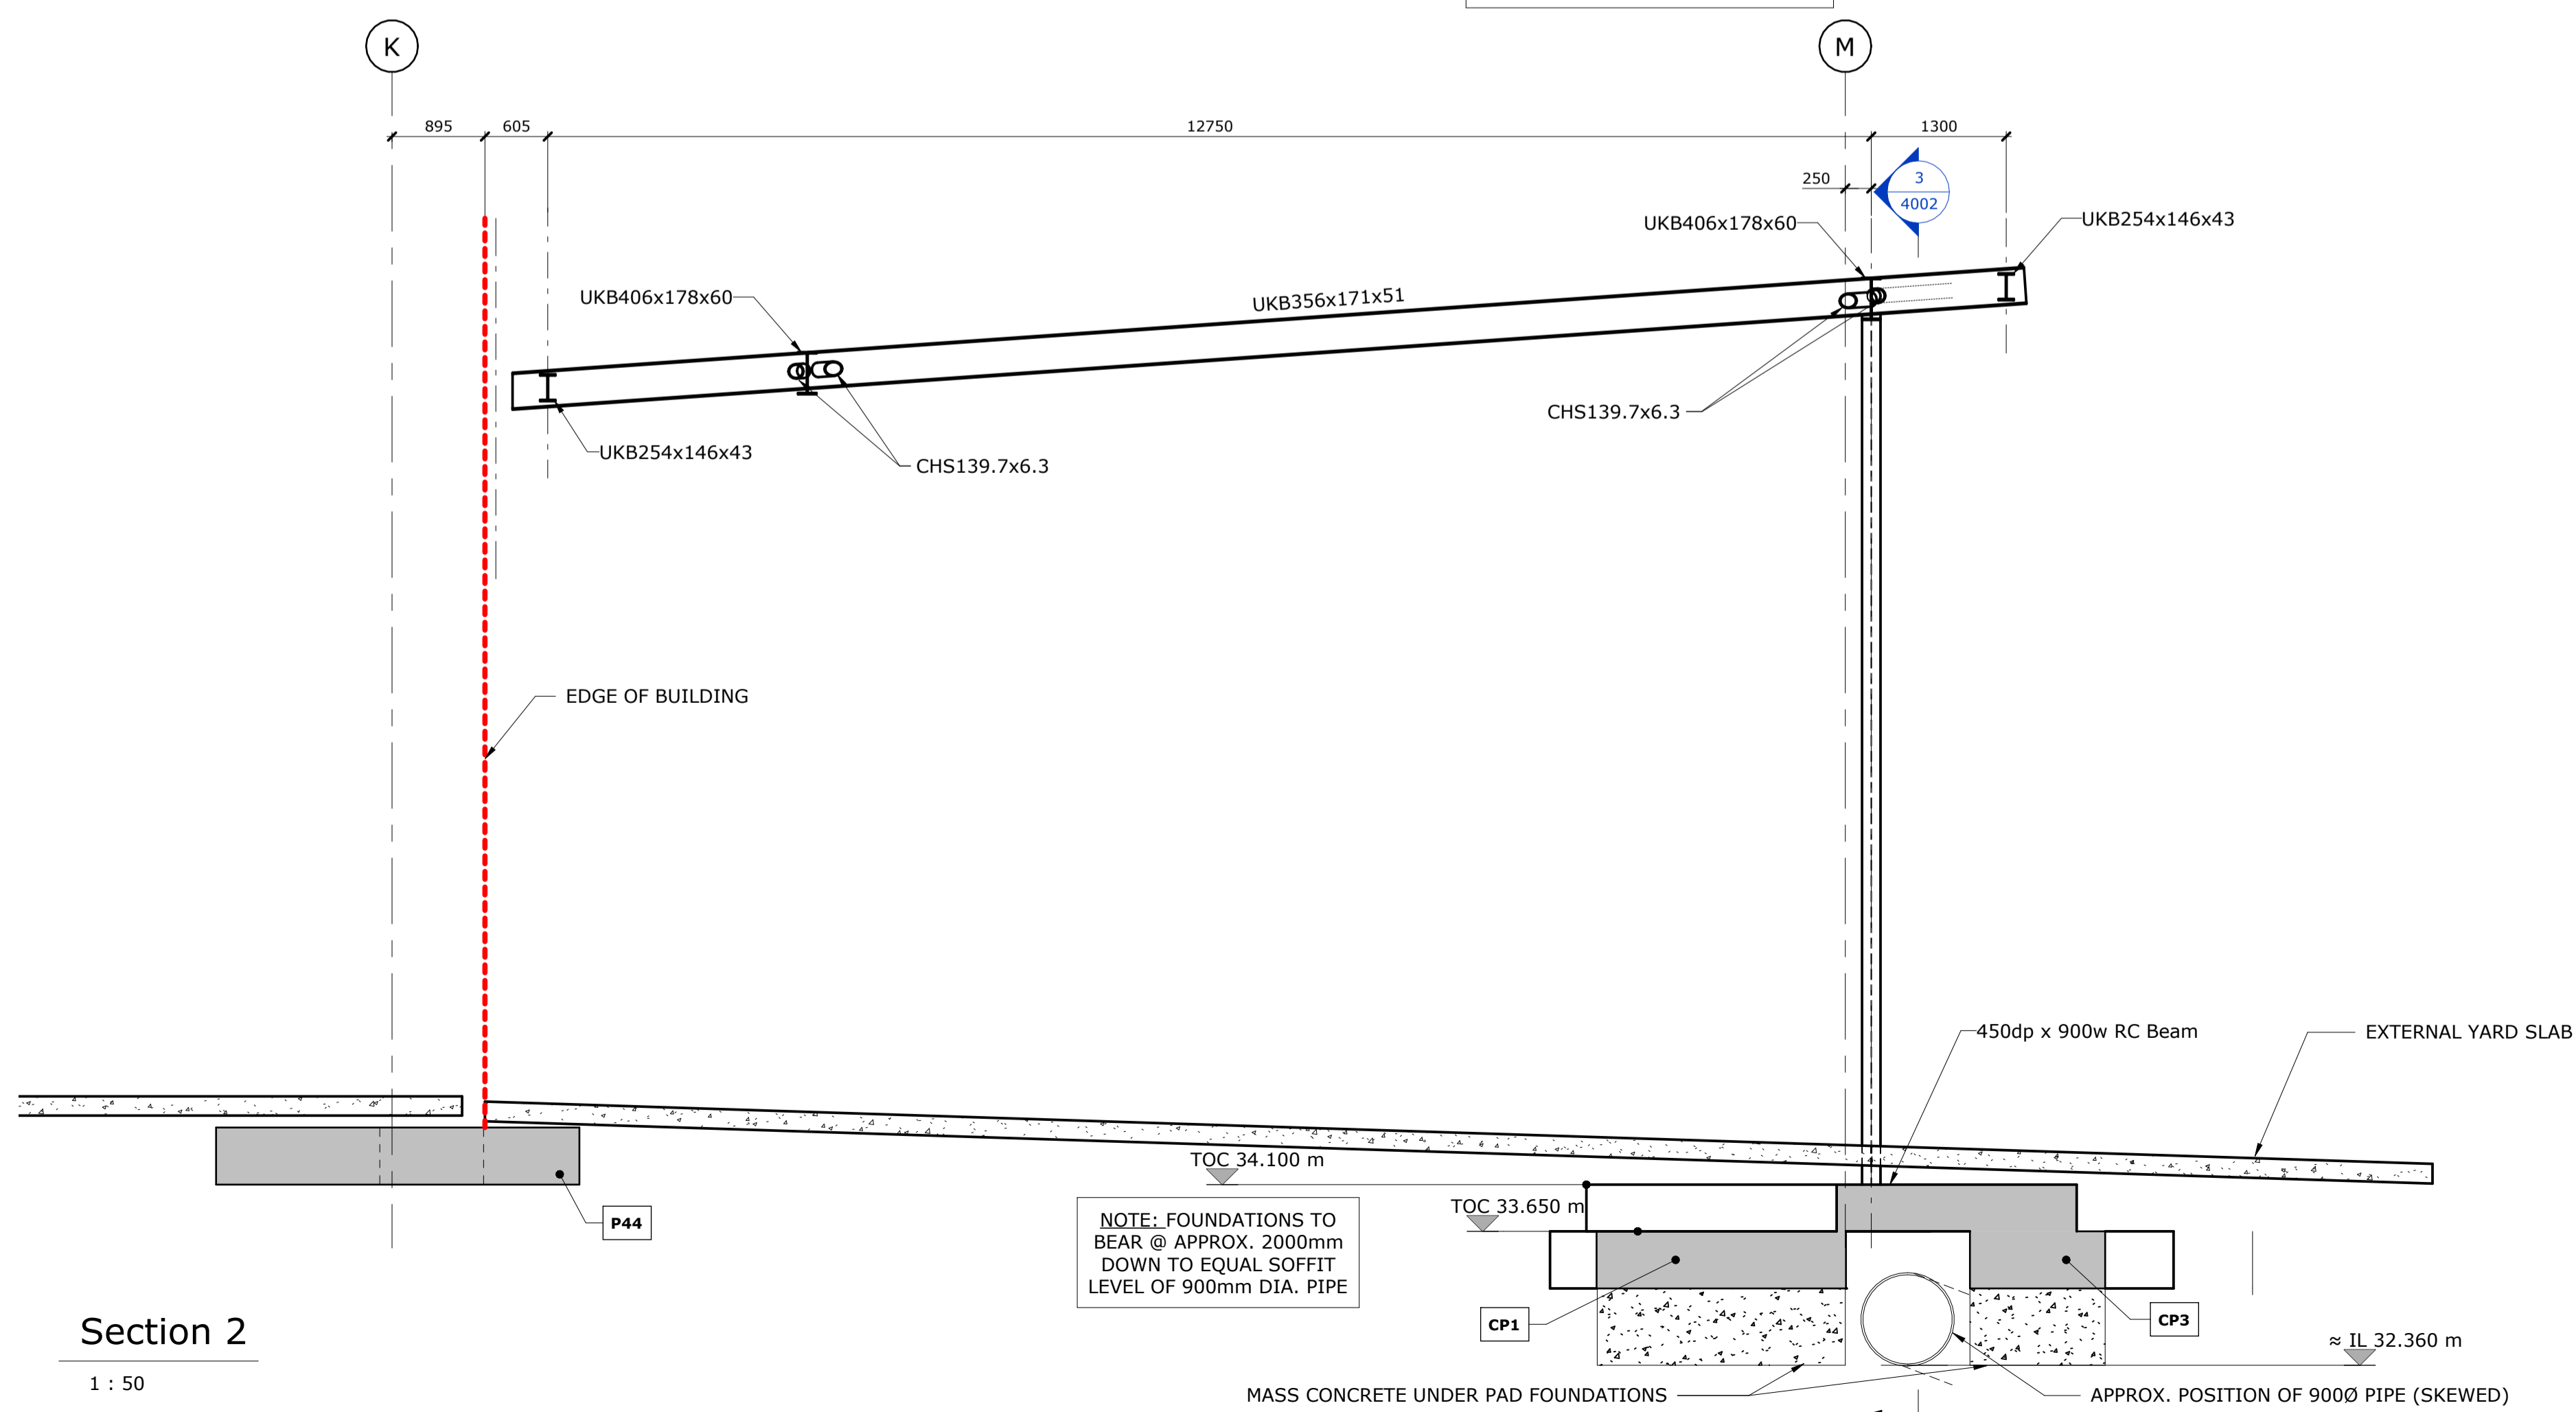 K
M
895
605
12750
1300
250
3
4002
UKB406x178x60
UKB254x146x43
UKB406x178x60
UKB356x171x51
CHS139.7x6.3
UKB254x146x43
CHS139.7x6.3
EDGE OF BUILDING
450dp x 900w RC Beam
EXTERNAL YARD SLAB
TOC 34.100 m
TOC 33.650 m
P44
NOTE: FOUNDATIONS TO
BEAR @ APPROX. 2000mm
DOWN TO EQUAL SOFFIT
LEVEL OF 900mm DIA. PIPE
CP1
CP3
≈ IL 32.360 m
Section 2
1 : 50
MASS CONCRETE UNDER PAD FOUNDATIONS
APPROX. POSITION OF 900Ø PIPE (SKEWED)